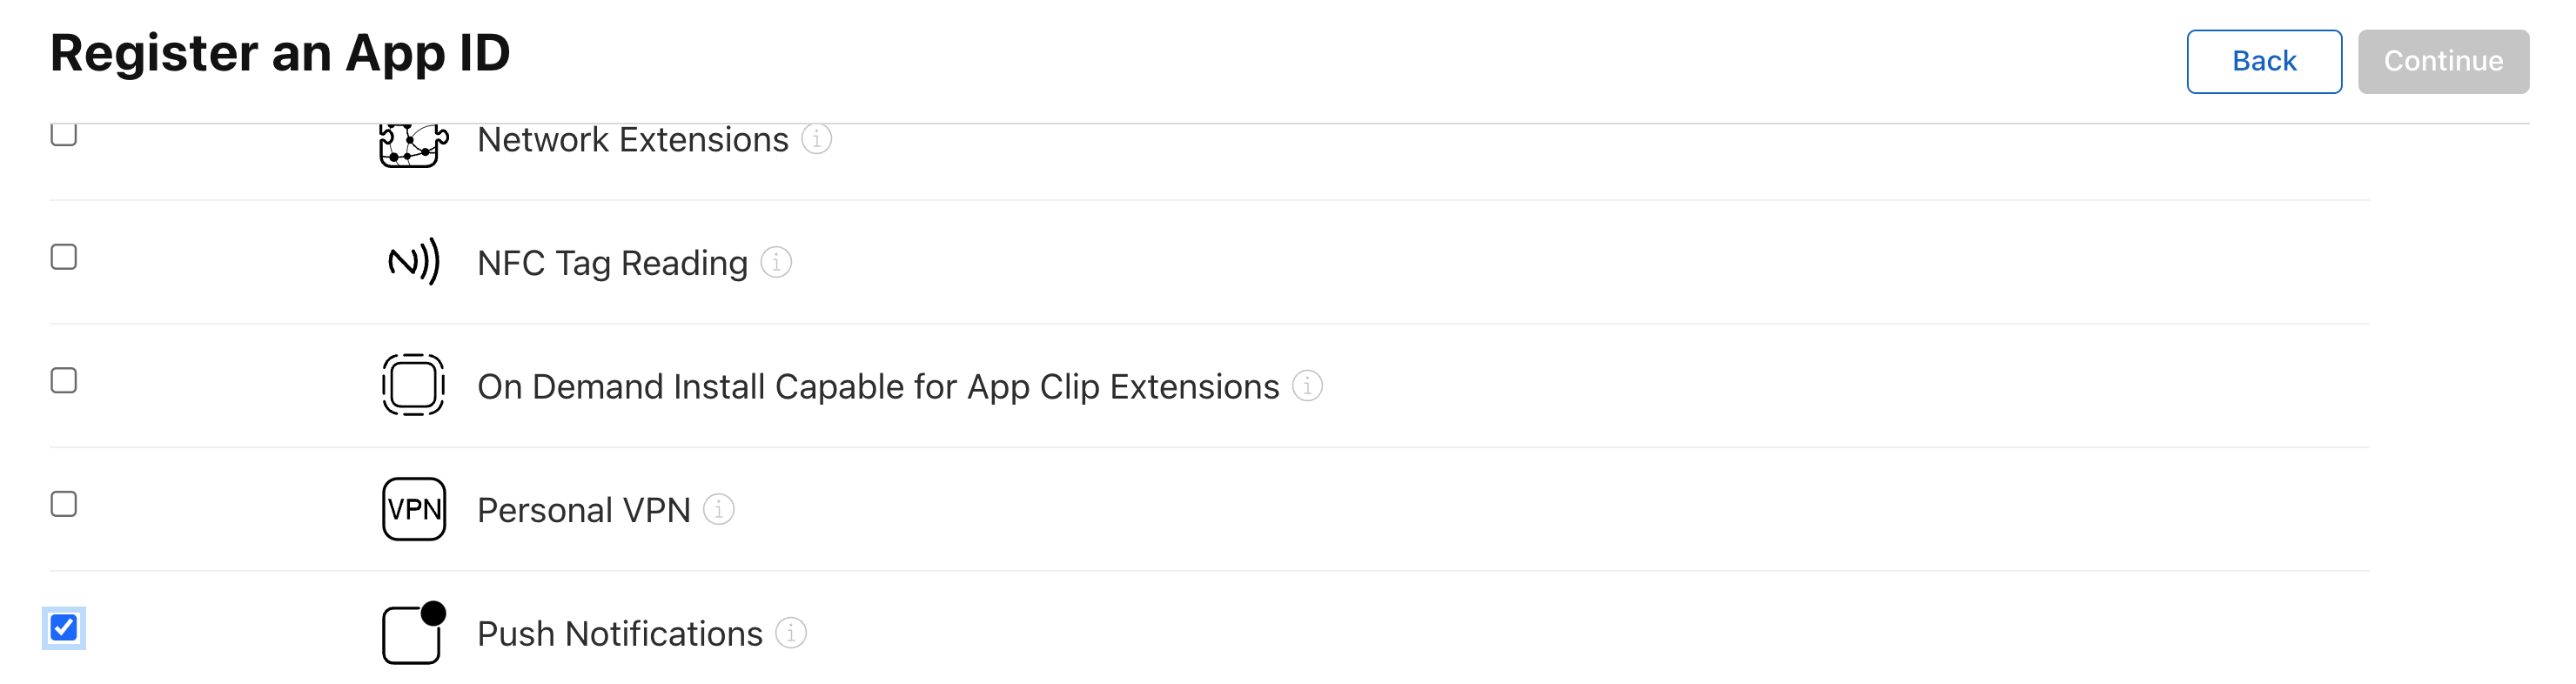 Register an App ID
Back
Continue
Network Extensions
NFC Tag Reading
On Demand Install Capable for App Clip Extensions
VPN
Personal VPN
Push Notifications